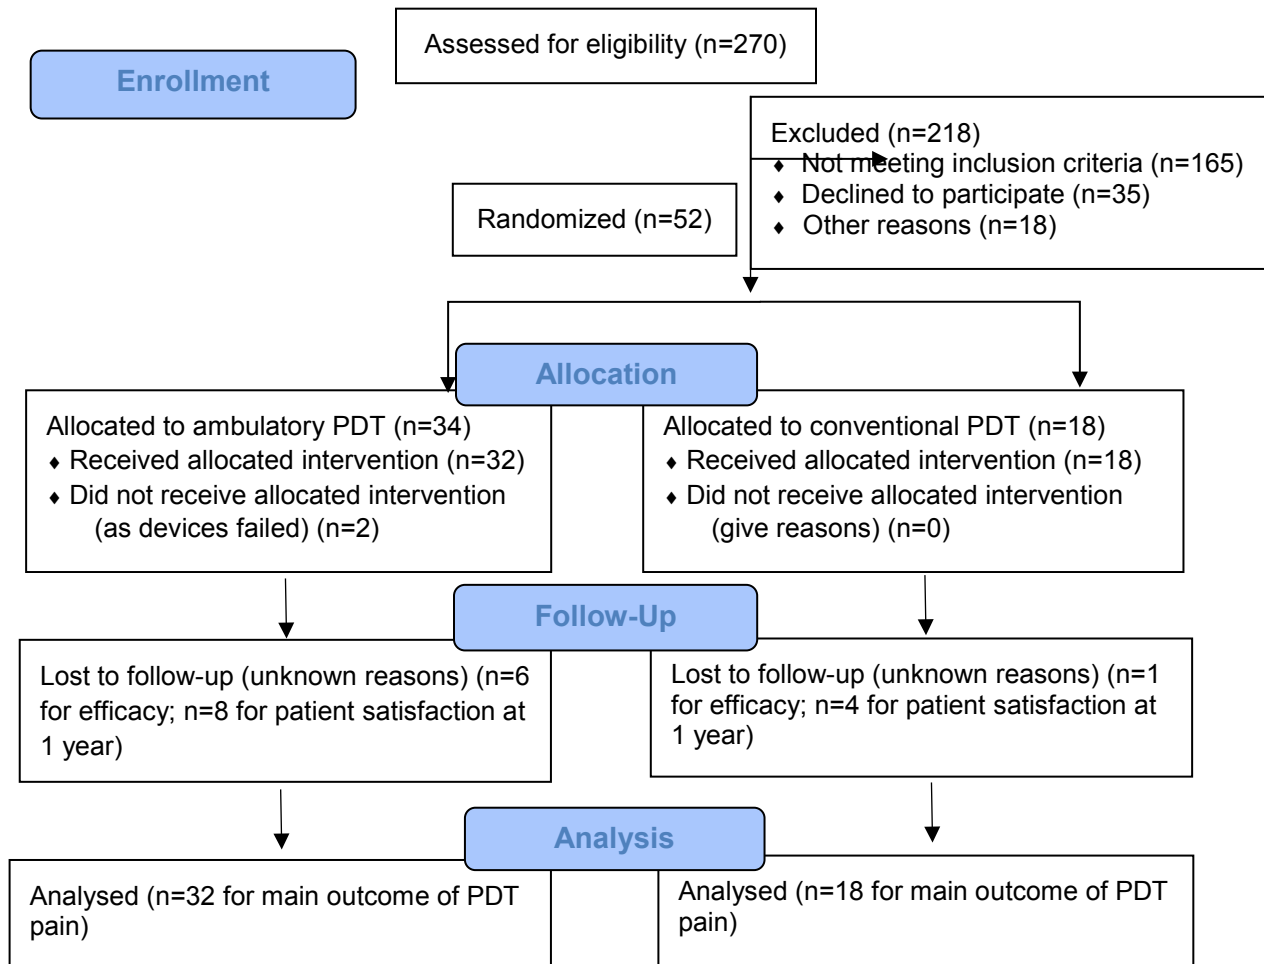 Assessed for eligibility (n=270)
Enrollment
Excluded (n=218)
♦ Not meeting inclusion criteria (n=165)
♦ Declined to participate (n=35)
♦ Other reasons (n=18)
Randomized (n=52)
Allocation
Allocated to ambulatory PDT (n=34)
♦ Received allocated intervention (n=32)
♦ Did not receive allocated intervention
(as devices failed) (n=2)
Allocated to conventional PDT (n=18)
♦ Received allocated intervention (n=18)
♦ Did not receive allocated intervention
(give reasons) (n=0)
Follow-Up
Lost to follow-up (unknown reasons) (n=6
for efficacy; n=8 for patient satisfaction at
1 year)
Lost to follow-up (unknown reasons) (n=1
for efficacy; n=4 for patient satisfaction at
1 year)
Analysis
Analysed (n=32 for main outcome of PDT
pain)
Analysed (n=18 for main outcome of PDT
pain)